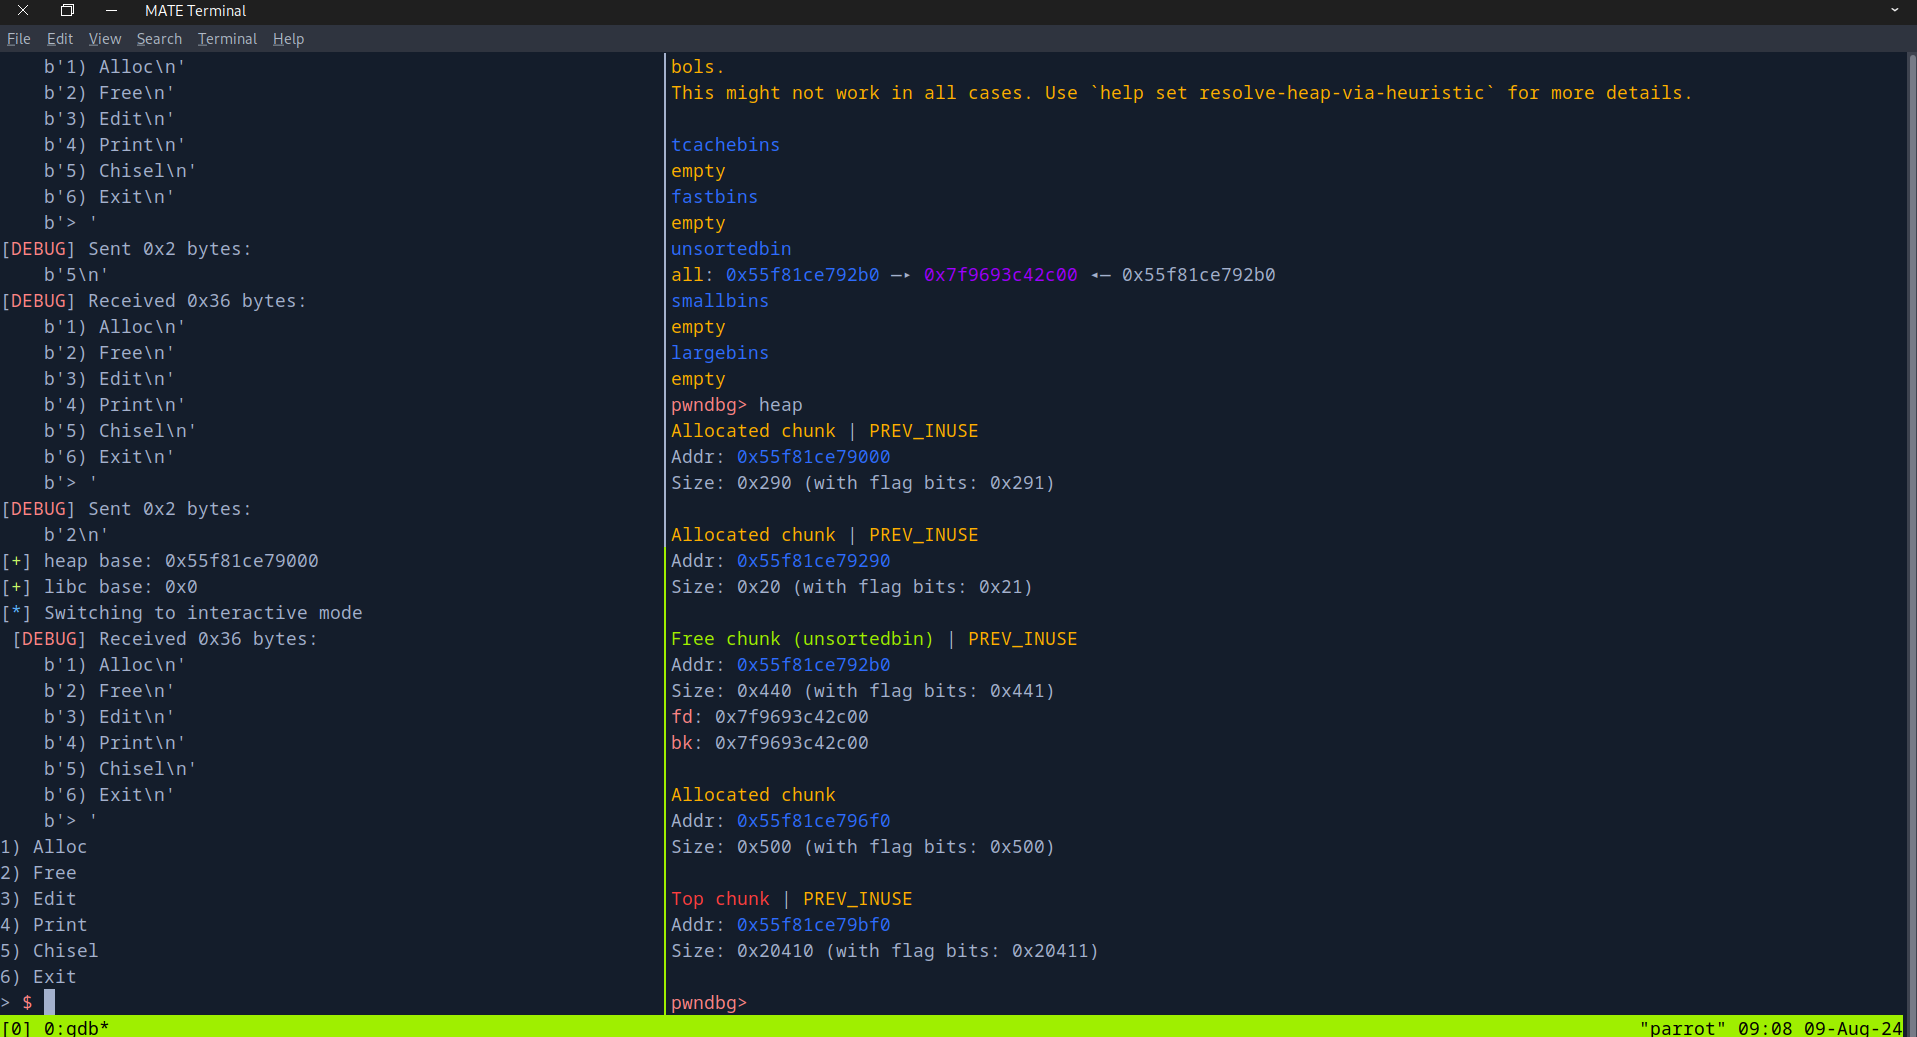 MATE Terminal
File Edit View Search Terminal Help
b'1) Alloc\n'
b'2) Free\n'
b'3) Edit\n'
b'4) Print\n'
b'5) Chisel\n'
b'6) Exit\n'
b'> '
[DEBUG] Sent 0x2 bytes:
b'5\n'
[DEBUG] Received 0x36 bytes:
b'1) Alloc\n'
b'2) Free\n'
b'3) Edit\n'
b'4) Print\n'
b'5) Chisel\n'
b'6) Exit\n'
b'> '
[DEBUG] Sent 0x2 bytes:
b'2\n'
[+] heap base: 0x55f81ce79000
[+] libc base: 0x0
[*] Switching to interactive mode
[DEBUG] Received 0x36 bytes:
b'1) Alloc\n'
b'2) Free\n'
b'3) Edit\n'
b'4) Print\n'
b'5) Chisel\n'
b'6) Exit\n'
b'> '
1) Alloc
2) Free
3) Edit
4) Print
5) Chisel
6) Exit
> $
bols.
This might not work in all cases. Use `help set resolve-heap-via-heuristic` for more details.
tcachebins
empty
fastbins
empty
unsortedbin
all: 0x55f81ce792b0 —▸ 0x7f9693c42c00 ◂— 0x55f81ce792b0
smallbins
empty
largebins
empty
pwndbg> heap
Allocated chunk | PREV_INUSE
Addr: 0x55f81ce79000
Size: 0x290 (with flag bits: 0x291)
Allocated chunk | PREV_INUSE
Addr: 0x55f81ce79290
Size: 0x20 (with flag bits: 0x21)
Free chunk (unsortedbin) | PREV_INUSE
Addr: 0x55f81ce792b0
Size: 0x440 (with flag bits: 0x441)
fd: 0x7f9693c42c00
bk: 0x7f9693c42c00
Allocated chunk
Addr: 0x55f81ce796f0
Size: 0x500 (with flag bits: 0x500)
Top chunk | PREV_INUSE
Addr: 0x55f81ce79bf0
Size: 0x20410 (with flag bits: 0x20411)
pwndbg>
[0] 0:gdb* "parrot" 09:08 09-Aug-24